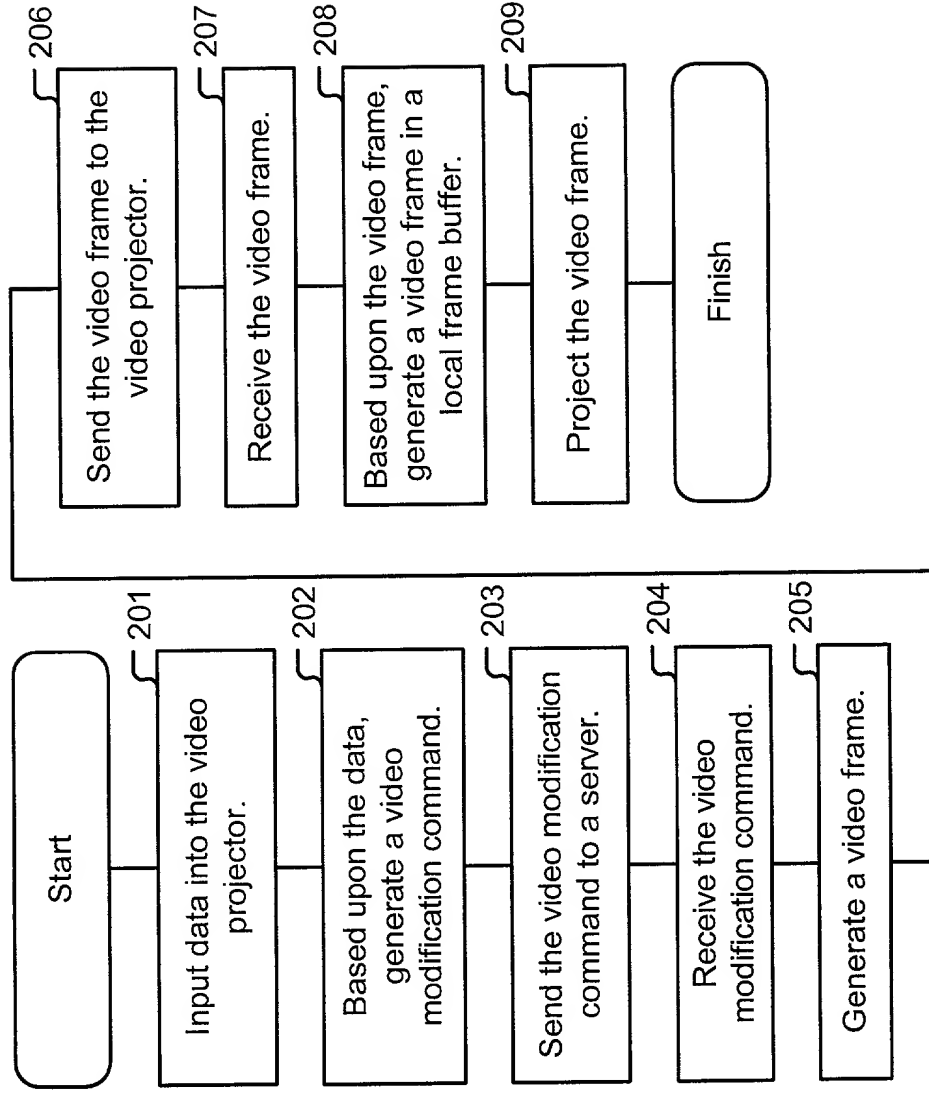 Start
201
Input data into the video
projector.
202
Based upon the data,
generate a video
modification command.
203
Send the video modification
command to a server.
204
Receive the video
modification command.
205
Generate a video frame.
206
Send the video frame to the
video projector.
207
Receive the video frame.
208
Based upon the video frame,
generate a video frame in a
local frame buffer.
209
Project the video frame.
Finish